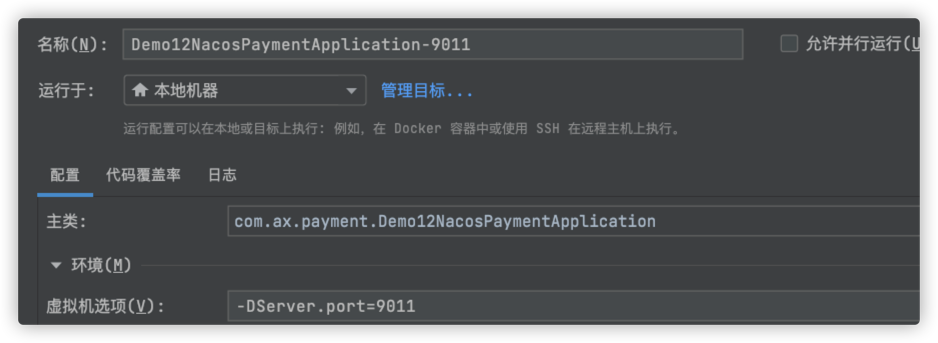 名称(N): Demo12NacosPaymentApplication-9011 允许并行运行(U
运行于: 本地机器 管理目标...
运行配置可以在本地或目标上执行: 例如，在 Docker 容器中或使用 SSH 在远程主机上执行。
配置 代码覆盖率 日志
主类: com.ax.payment.Demo12NacosPaymentApplication
环境(M)
虚拟机选项(V): -DServer.port=9011